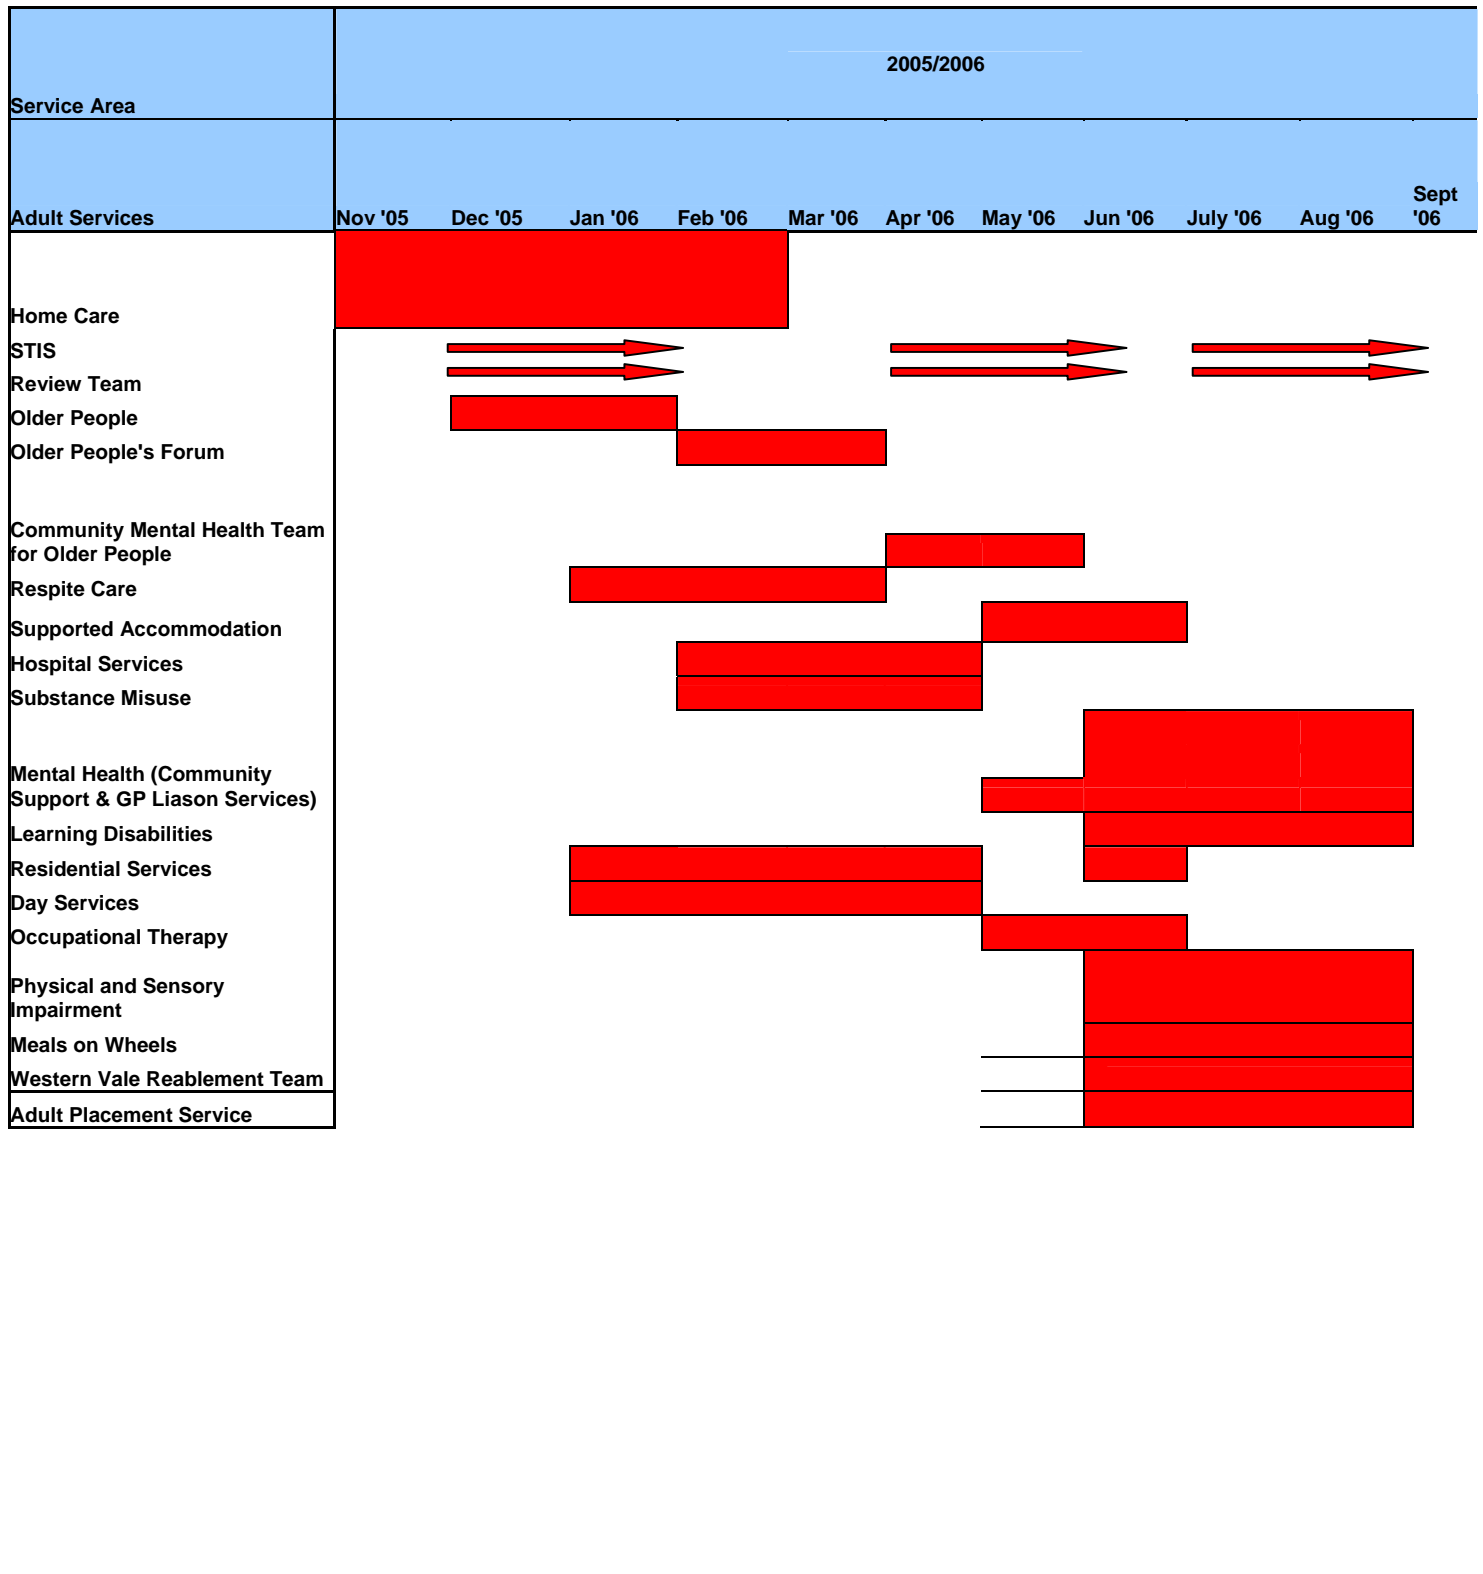 2005/2006
Service Area
Sept
Adult Services Nov '05 Dec '05 Jan '06 Feb '06 Mar '06 Apr '06 May '06 Jun '06 July '06 Aug '06 '06
Home Care
STIS
Review Team
Older People
Older People's Forum
Community Mental Health Team
for Older People
Respite Care
Supported Accommodation
Hospital Services
Substance Misuse
Mental Health (Community
Support & GP Liason Services)
Learning Disabilities
Residential Services
Day Services
Occupational Therapy
Physical and Sensory
Impairment
Meals on Wheels
Western Vale Reablement Team
Adult Placement Service